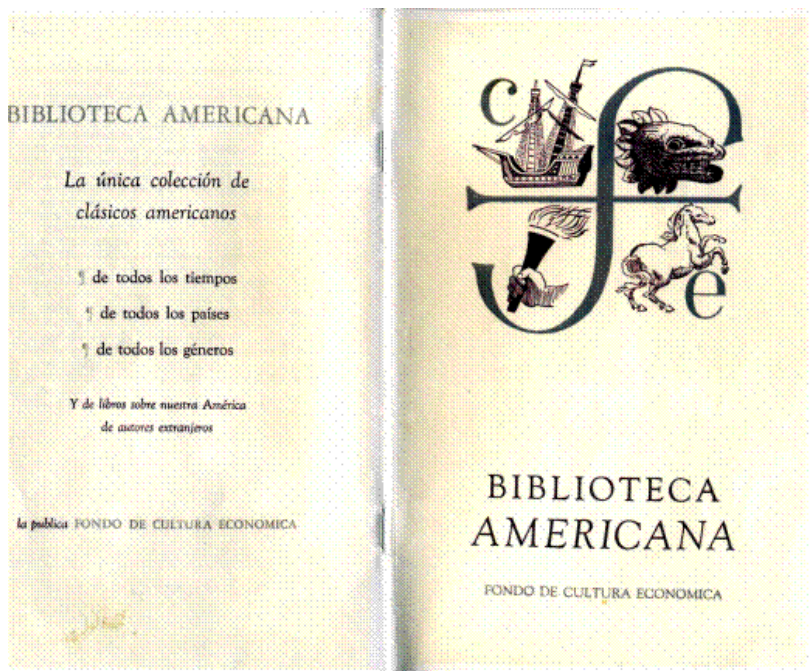 BIBLIOTECA AMERICANA
La única colección de
clásicos americanos
¶ de todos los tiempos
¶ de todos los países
¶ de todos los géneros
Y de libros sobre nuestra América
de autores extranjeros
la publica FONDO DE CULTURA ECONOMICA
c f e
BIBLIOTECA
AMERICANA
FONDO DE CULTURA ECONOMICA